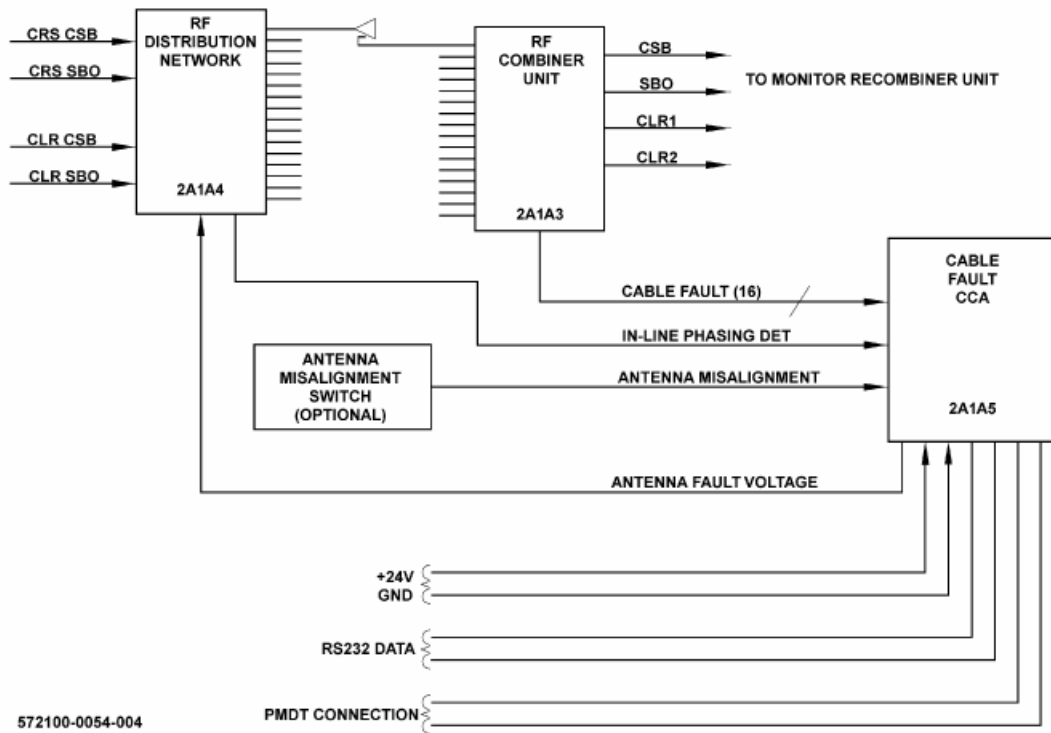 CRS CSB
CRS SBO
CLR CSB
CLR SBO
RF
DISTRIBUTION
NETWORK
2A1A4
RF
COMBINER
UNIT
2A1A3
CSB
SBO
CLR1
CLR2
TO MONITOR RECOMBINER UNIT
CABLE
FAULT
CCA
2A1A5
CABLE FAULT (16)
IN-LINE PHASING DET
ANTENNA
MISALIGNMENT
SWITCH
(OPTIONAL)
ANTENNA MISALIGNMENT
ANTENNA FAULT VOLTAGE
+24V
GND
RS232 DATA
PMDT CONNECTION
572100-0054-004